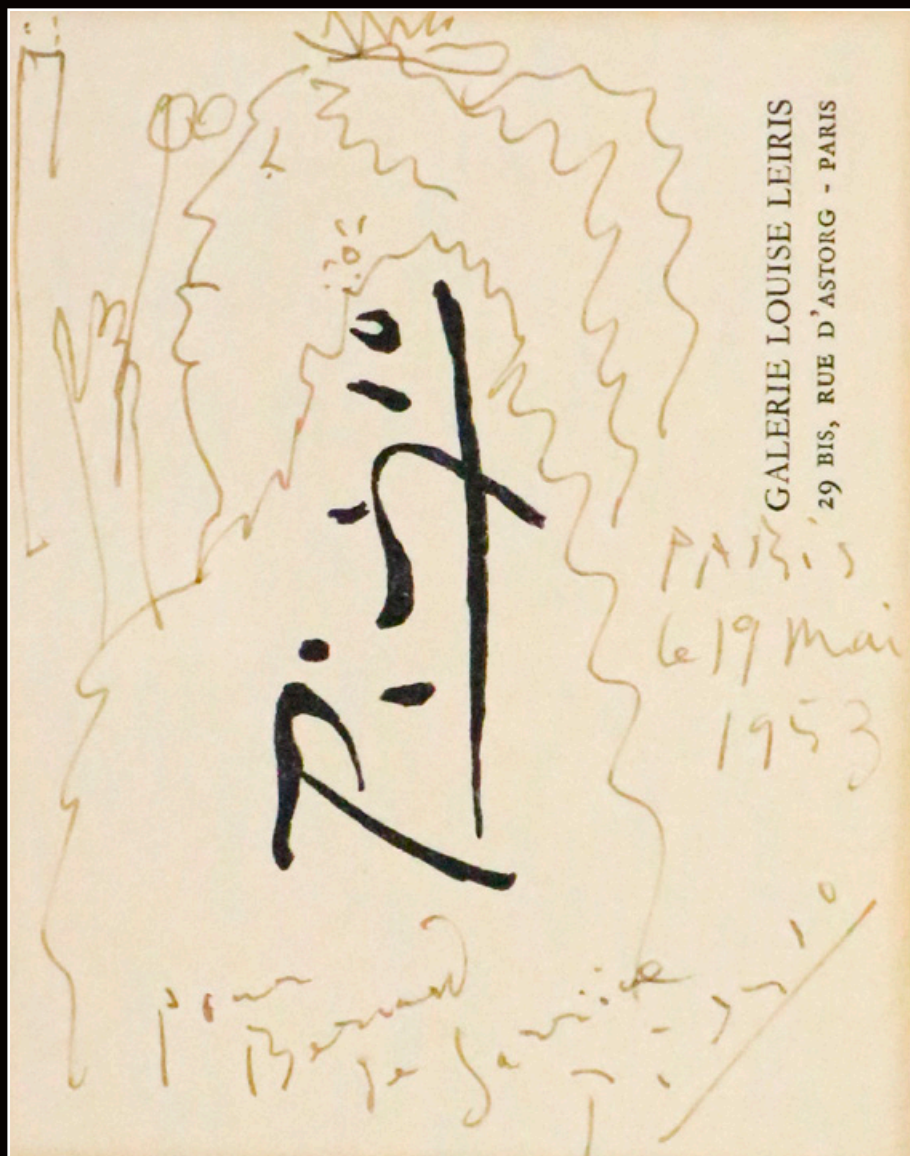 GALERIE LOUISE LEIRIS
29 BIS, RUE D'ASTORG - PARIS
Picasso
PARis
le 19 Mai
1953
pour
Bernard
Picasso